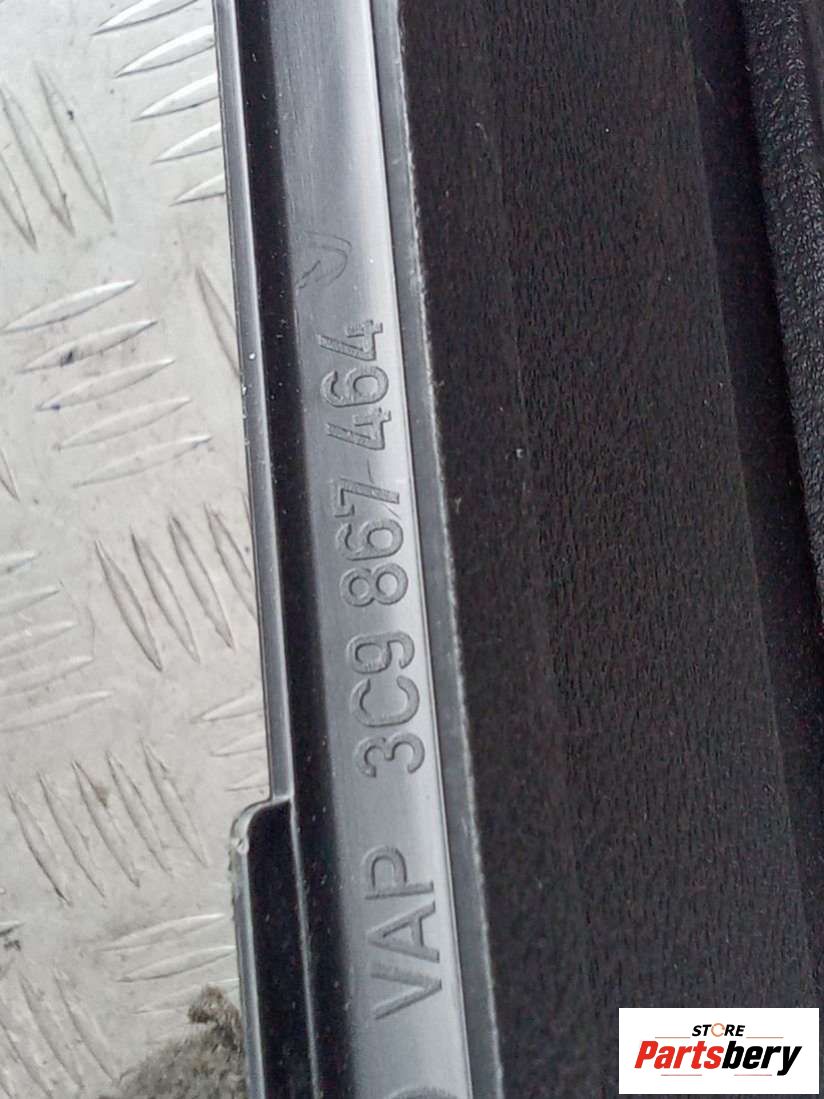 VAP 3C9 867 464
STORE
Partsbery